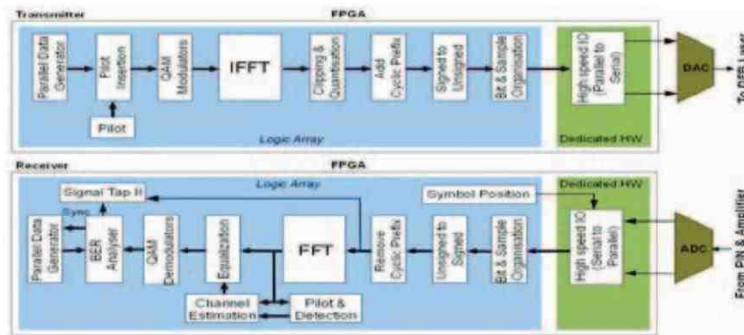 Transmitter FPGA
Parallel Data Generator
Pilot Insertion
QAM Modulators
IFFT
Clipping & Quantisation
Add Cyclic Prefix
Signed to Unsigned
Bit & Sample Organisation
High speed IO (Parallel to Serial)
DAC
To DFB Laser
Pilot
Logic Array
Dedicated HW
Receiver FPGA
Logic Array
Dedicated HW
Signal Tap II
Symbol Position
Sync
Parallel Data Generator
BER Analyser
QAM Demodulators
Equalization
FFT
Remove Cyclic Prefix
Unsigned to Signed
Bit & Sample Organisation
High speed IO (Serial to Parallel)
ADC
From PIN & Amplifier
Channel Estimation
Pilot & Detection